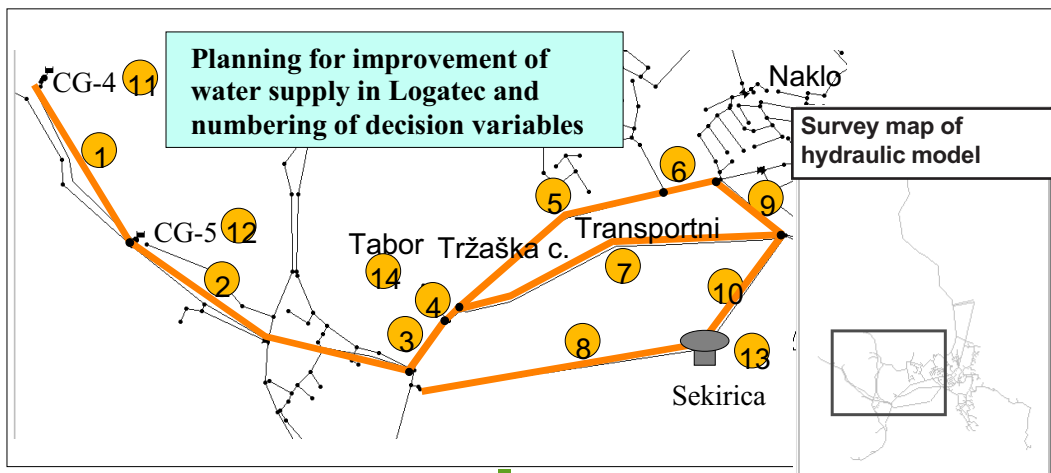 Planning for improvement of
water supply in Logatec and
numbering of decision variables
CG-4
11
Naklo
Survey map of
hydraulic model
1
6
5
9
CG-5
12
Tabor
Tržaška c.
Transportni
14
7
2
10
4
3
8
13
Sekirica